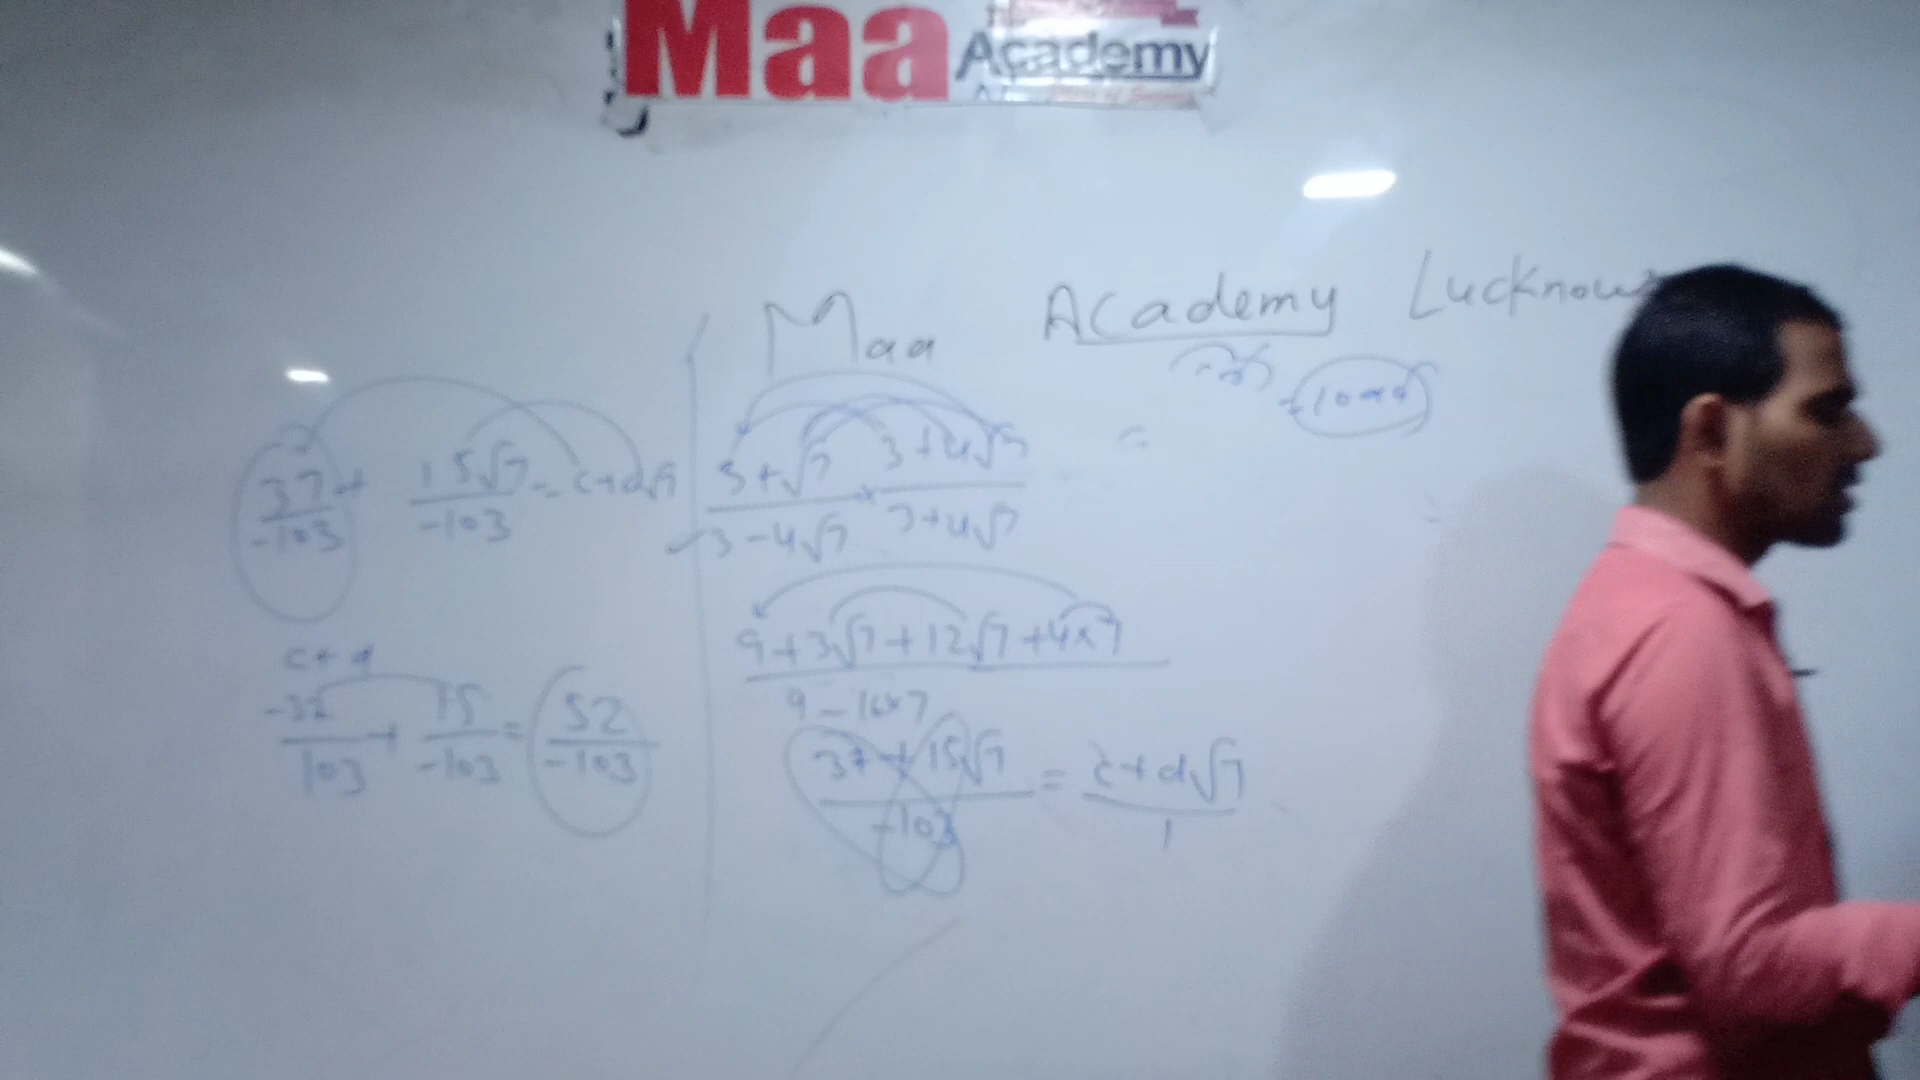 Maa Academy
Maa Academy Lucknow
37/-103 + 15√7/-103 = c+d√7
c+d
-37/103 + 15/-103 = 52/-103
3+√7/3-4√7 × 3+4√7/3+4√7
9+3√7+12√7+4×7/9-16×7
37+15√7/-103 = c+d√7/1